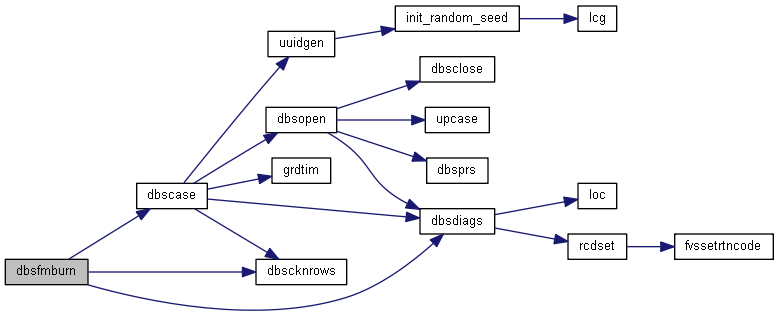 init_random_seed
lcg
uuidgen
dbsclose
dbsopen
upcase
grdtim
dbsprs
dbscase
loc
dbsdiags
rcdset
fvssetrtncode
dbsfmburn
dbscknrows